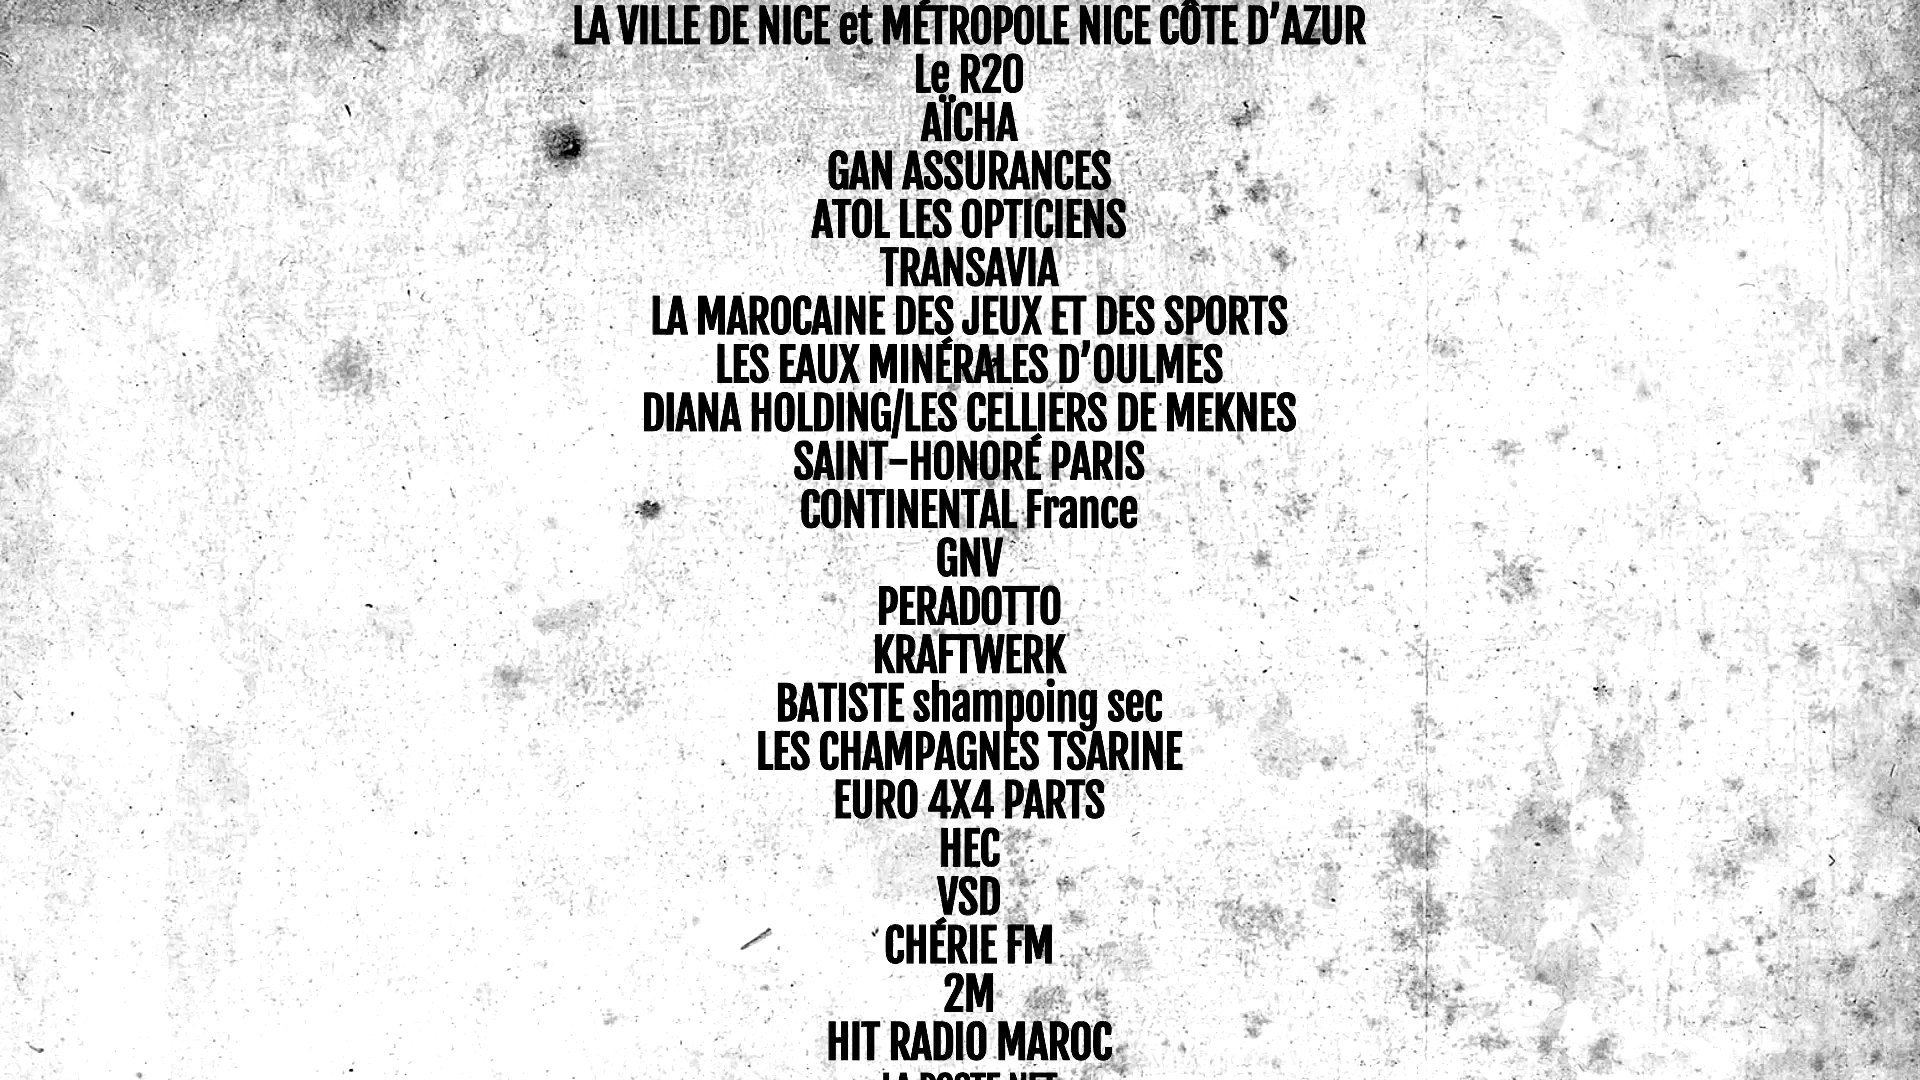 LA VILLE DE NICE et MÉTROPOLE NICE CÔTE D’AZUR
Le R20
AÏCHA
GAN ASSURANCES
ATOL LES OPTICIENS
TRANSAVIA
LA MAROCAINE DES JEUX ET DES SPORTS
LES EAUX MINÉRALES D’OULMES
DIANA HOLDING/LES CELLIERS DE MEKNES
SAINT-HONORÉ PARIS
CONTINENTAL France
GNV
PERADOTTO
KRAFTWERK
BATISTE shampoing sec
LES CHAMPAGNES TSARINE
EURO 4X4 PARTS
HEC
VSD
CHÉRIE FM
2M
HIT RADIO MAROC